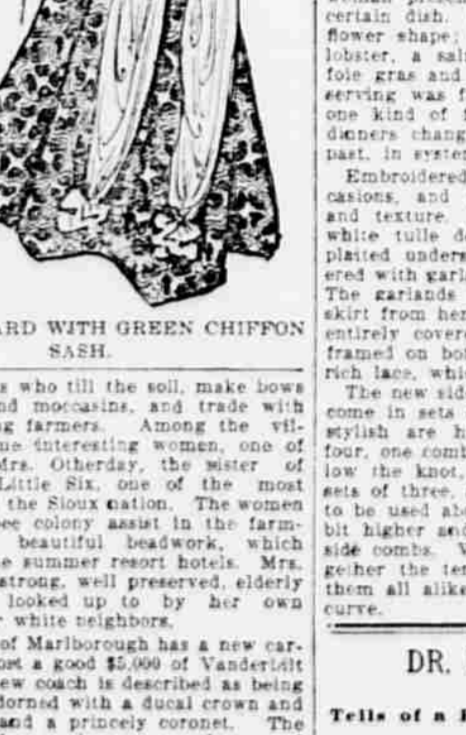 ARD WITH GREEN CHIFFON
SASH.
s who till the soil, make bows
nd moccasins, and trade with
ng farmers. Among the vil-
me interesting women, one of
Mrs. Otherday, the sister of
Little Six, one of the most
the Sioux nation. The women
ee colony assist in the farm-
beautiful beadwork, which
e summer resort hotels. Mrs.
strong, well preserved, elderly
looked up to by her own
r white neighbors.
of Marlborough has a new car-
ost a good $5,000 of Vanderbilt
ew coach is described as being
dorned with a ducal crown and
and a princely coronet. The
certain dish.
flower shape;
lobster, a sal
foie gras and
serving was f
one kind of f
dinners chang
past, in system
Embroidered
casions, and
and texture.
white tulle d
plaited unders
ered with garl
The garlands
skirt from her
entirely cover
framed on bo
rich lace, whi
The new sid
come in sets
stylish are h
four, one comb
low the knot,
sets of three,
to be used abo
bit higher and
side combs. W
gether the ter
them all alike
curve.
DR.
Tells of a